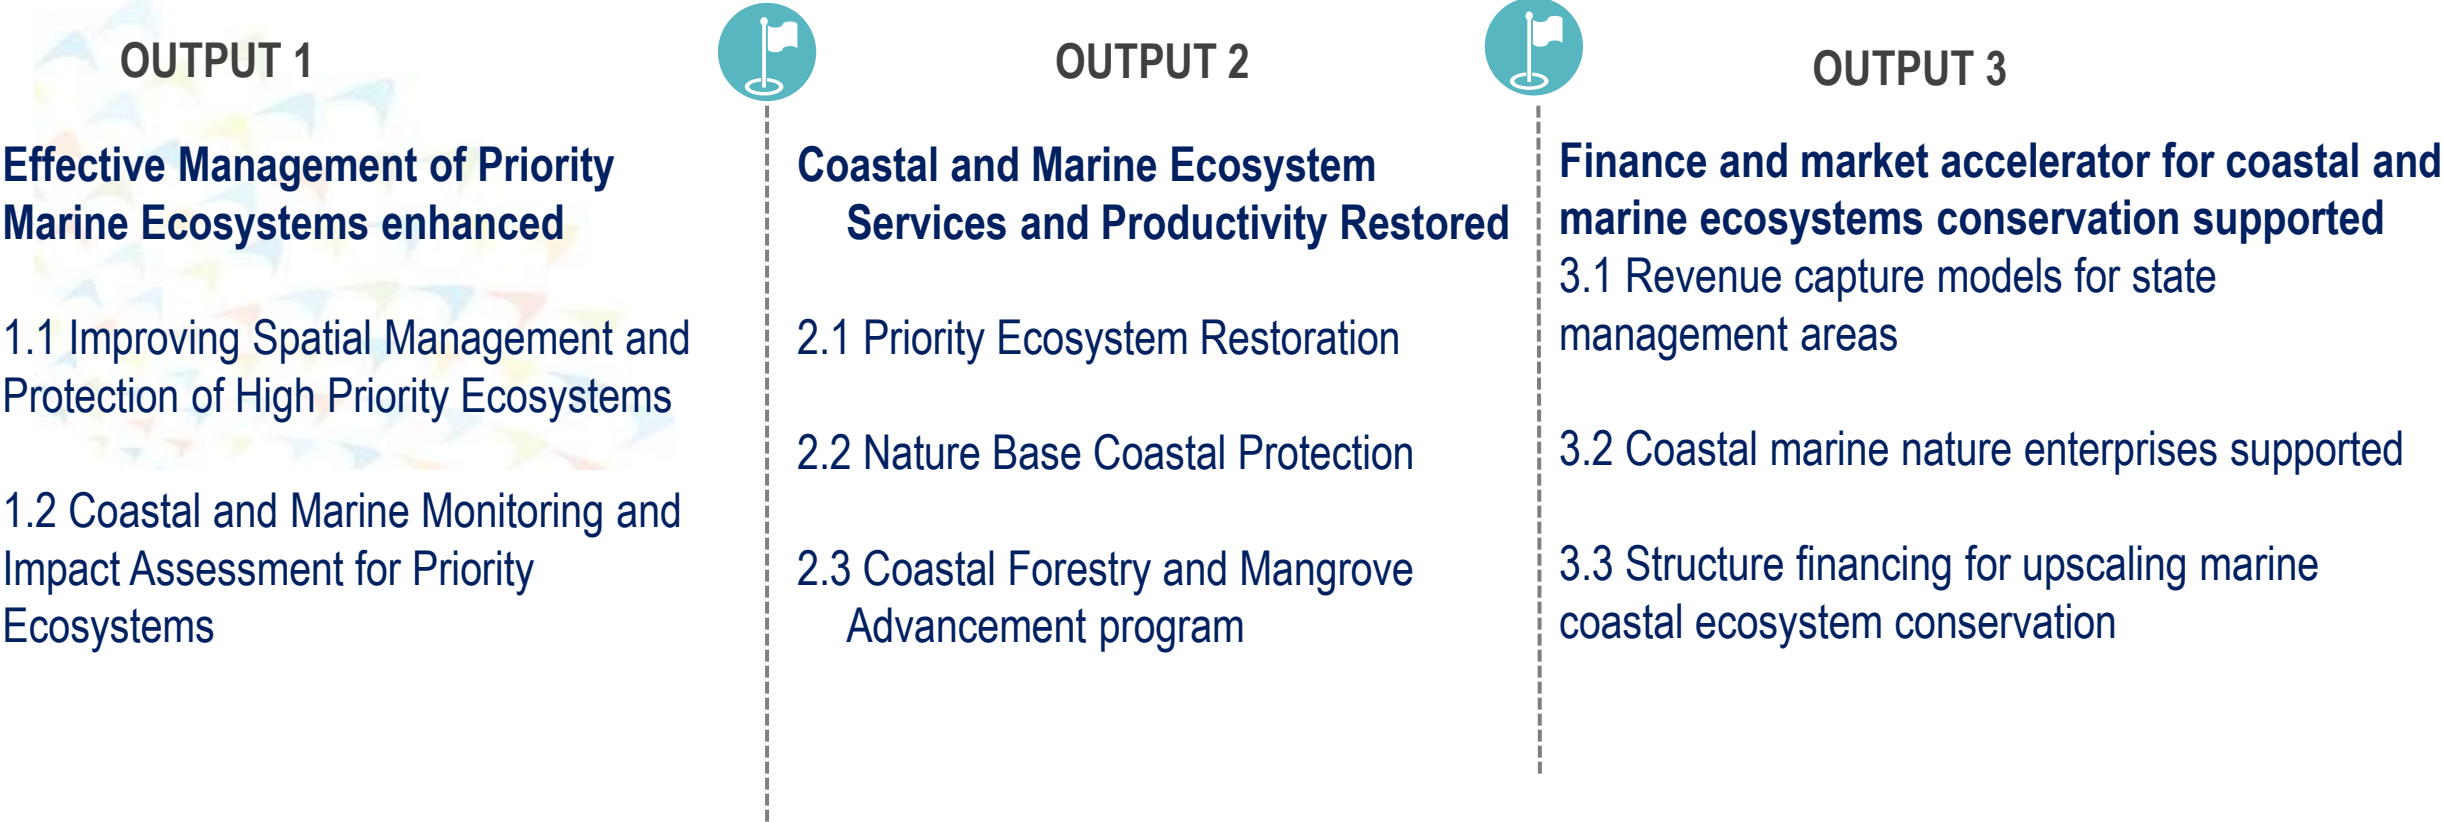 OUTPUT 1
Effective Management of Priority
Marine Ecosystems enhanced
1.1 Improving Spatial Management and
Protection of High Priority Ecosystems
1.2 Coastal and Marine Monitoring and
Impact Assessment for Priority
Ecosystems
OUTPUT 2
Coastal and Marine Ecosystem
Services and Productivity Restored
2.1 Priority Ecosystem Restoration
2.2 Nature Base Coastal Protection
2.3 Coastal Forestry and Mangrove
Advancement program
OUTPUT 3
Finance and market accelerator for coastal and
marine ecosystems conservation supported
3.1 Revenue capture models for state
management areas
3.2 Coastal marine nature enterprises supported
3.3 Structure financing for upscaling marine
coastal ecosystem conservation